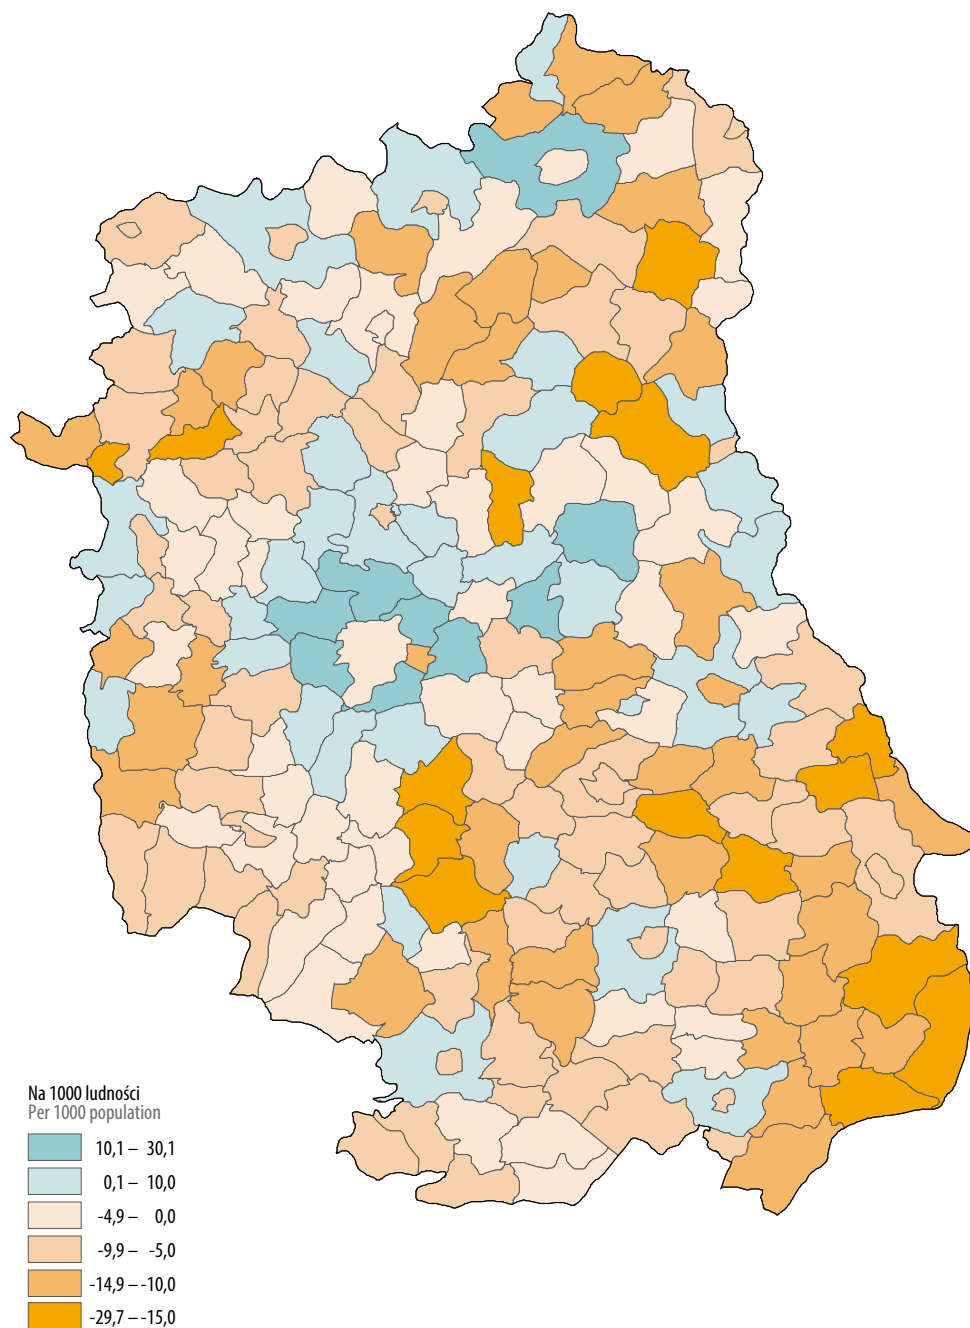 Na 1000 ludności
Per 1000 population
10,1 – 30,1
0,1 – 10,0
-4,9 – 0,0
-9,9 – -5,0
-14,9 – -10,0
-29,7 – -15,0